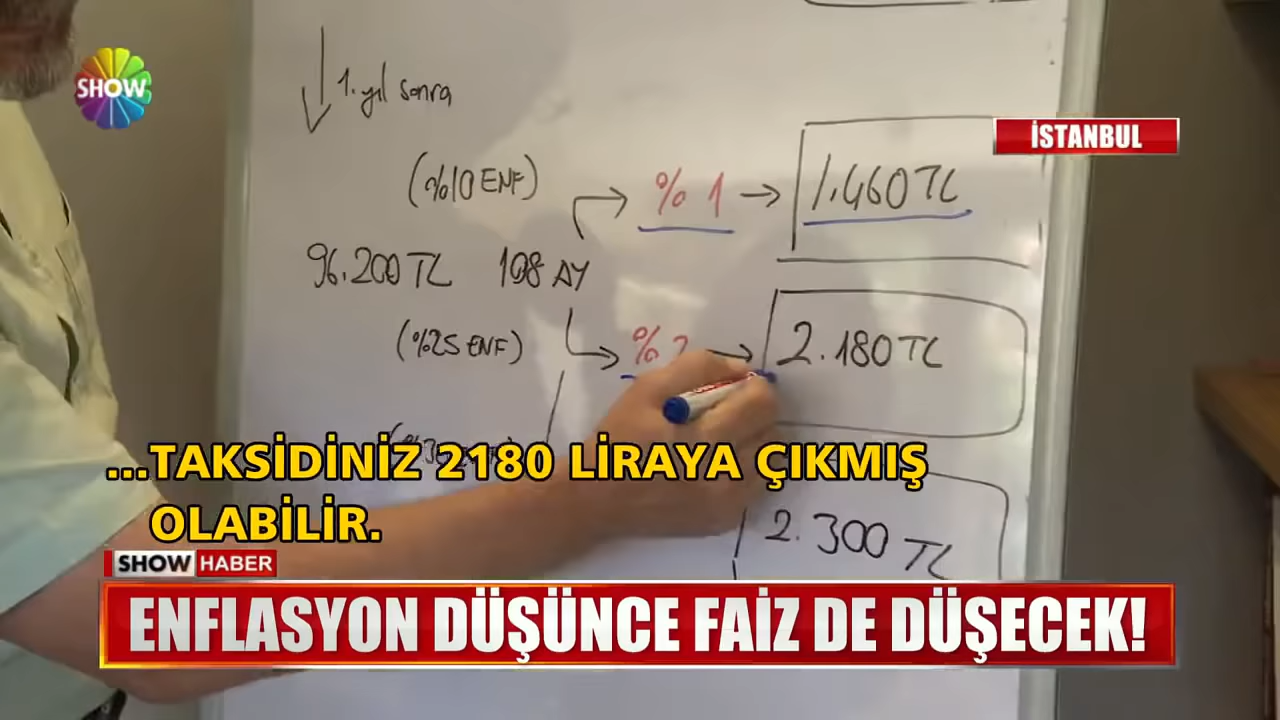 1. yıl sonra
SHOW
İSTANBUL
(%10 ENF)
% 1
1.460 TL
96.200 TL 108 AY
(%25 ENF)
%
2.180 TL
...TAKSİDİNİZ 2180 LİRAYA ÇIKMIŞ
OLABİLİR.
2.300 TL
SHOW HABER
ENFLASYON DÜŞÜNCE FAİZ DE DÜŞECEK!